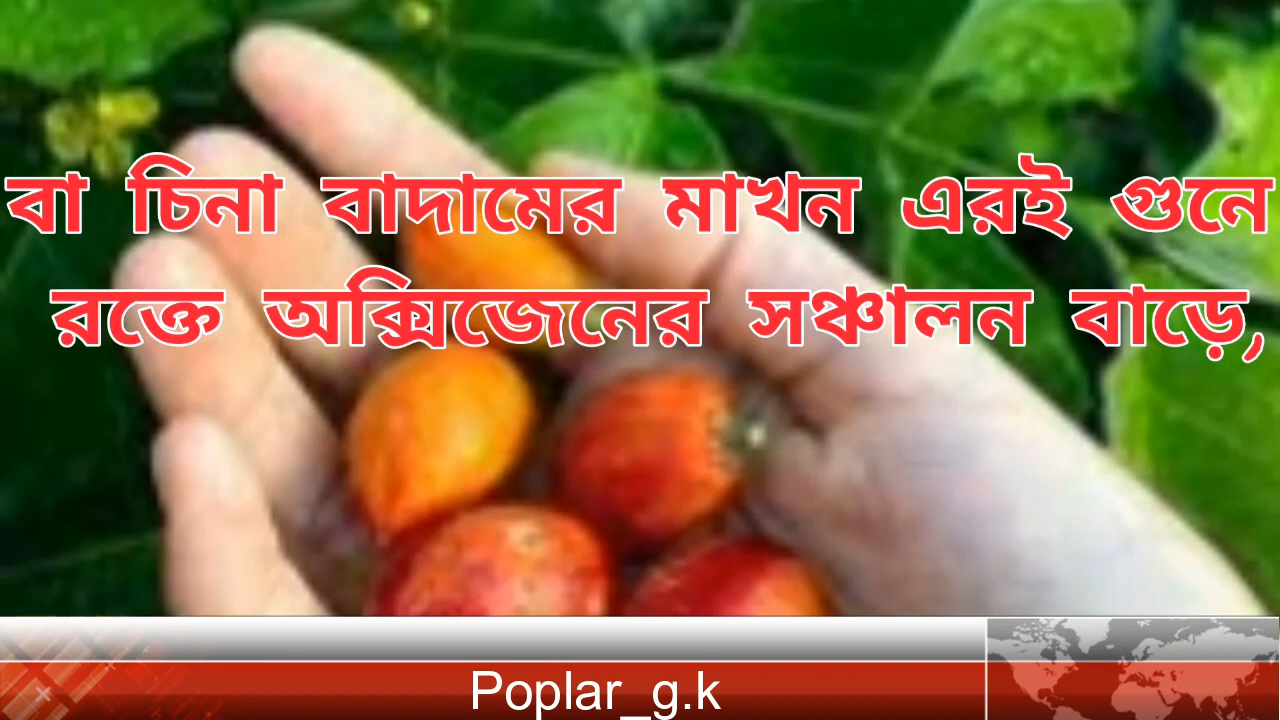 বা চিনা বাদামের মাখন এরই গুনে
রক্তে অক্সিজেনের সঞ্চালন বাড়ে,
Poplar_g.k